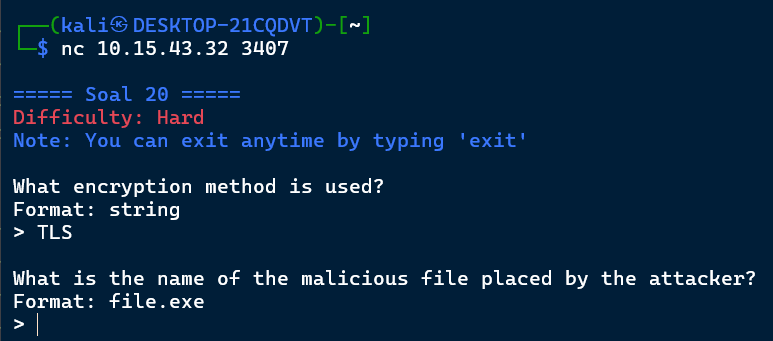 ┌──(kali㉿DESKTOP-21CQDVT)-[~]
└─$ nc 10.15.43.32 3407
===== Soal 20 =====
Difficulty: Hard
Note: You can exit anytime by typing 'exit'
What encryption method is used?
Format: string
> TLS
What is the name of the malicious file placed by the attacker?
Format: file.exe
>